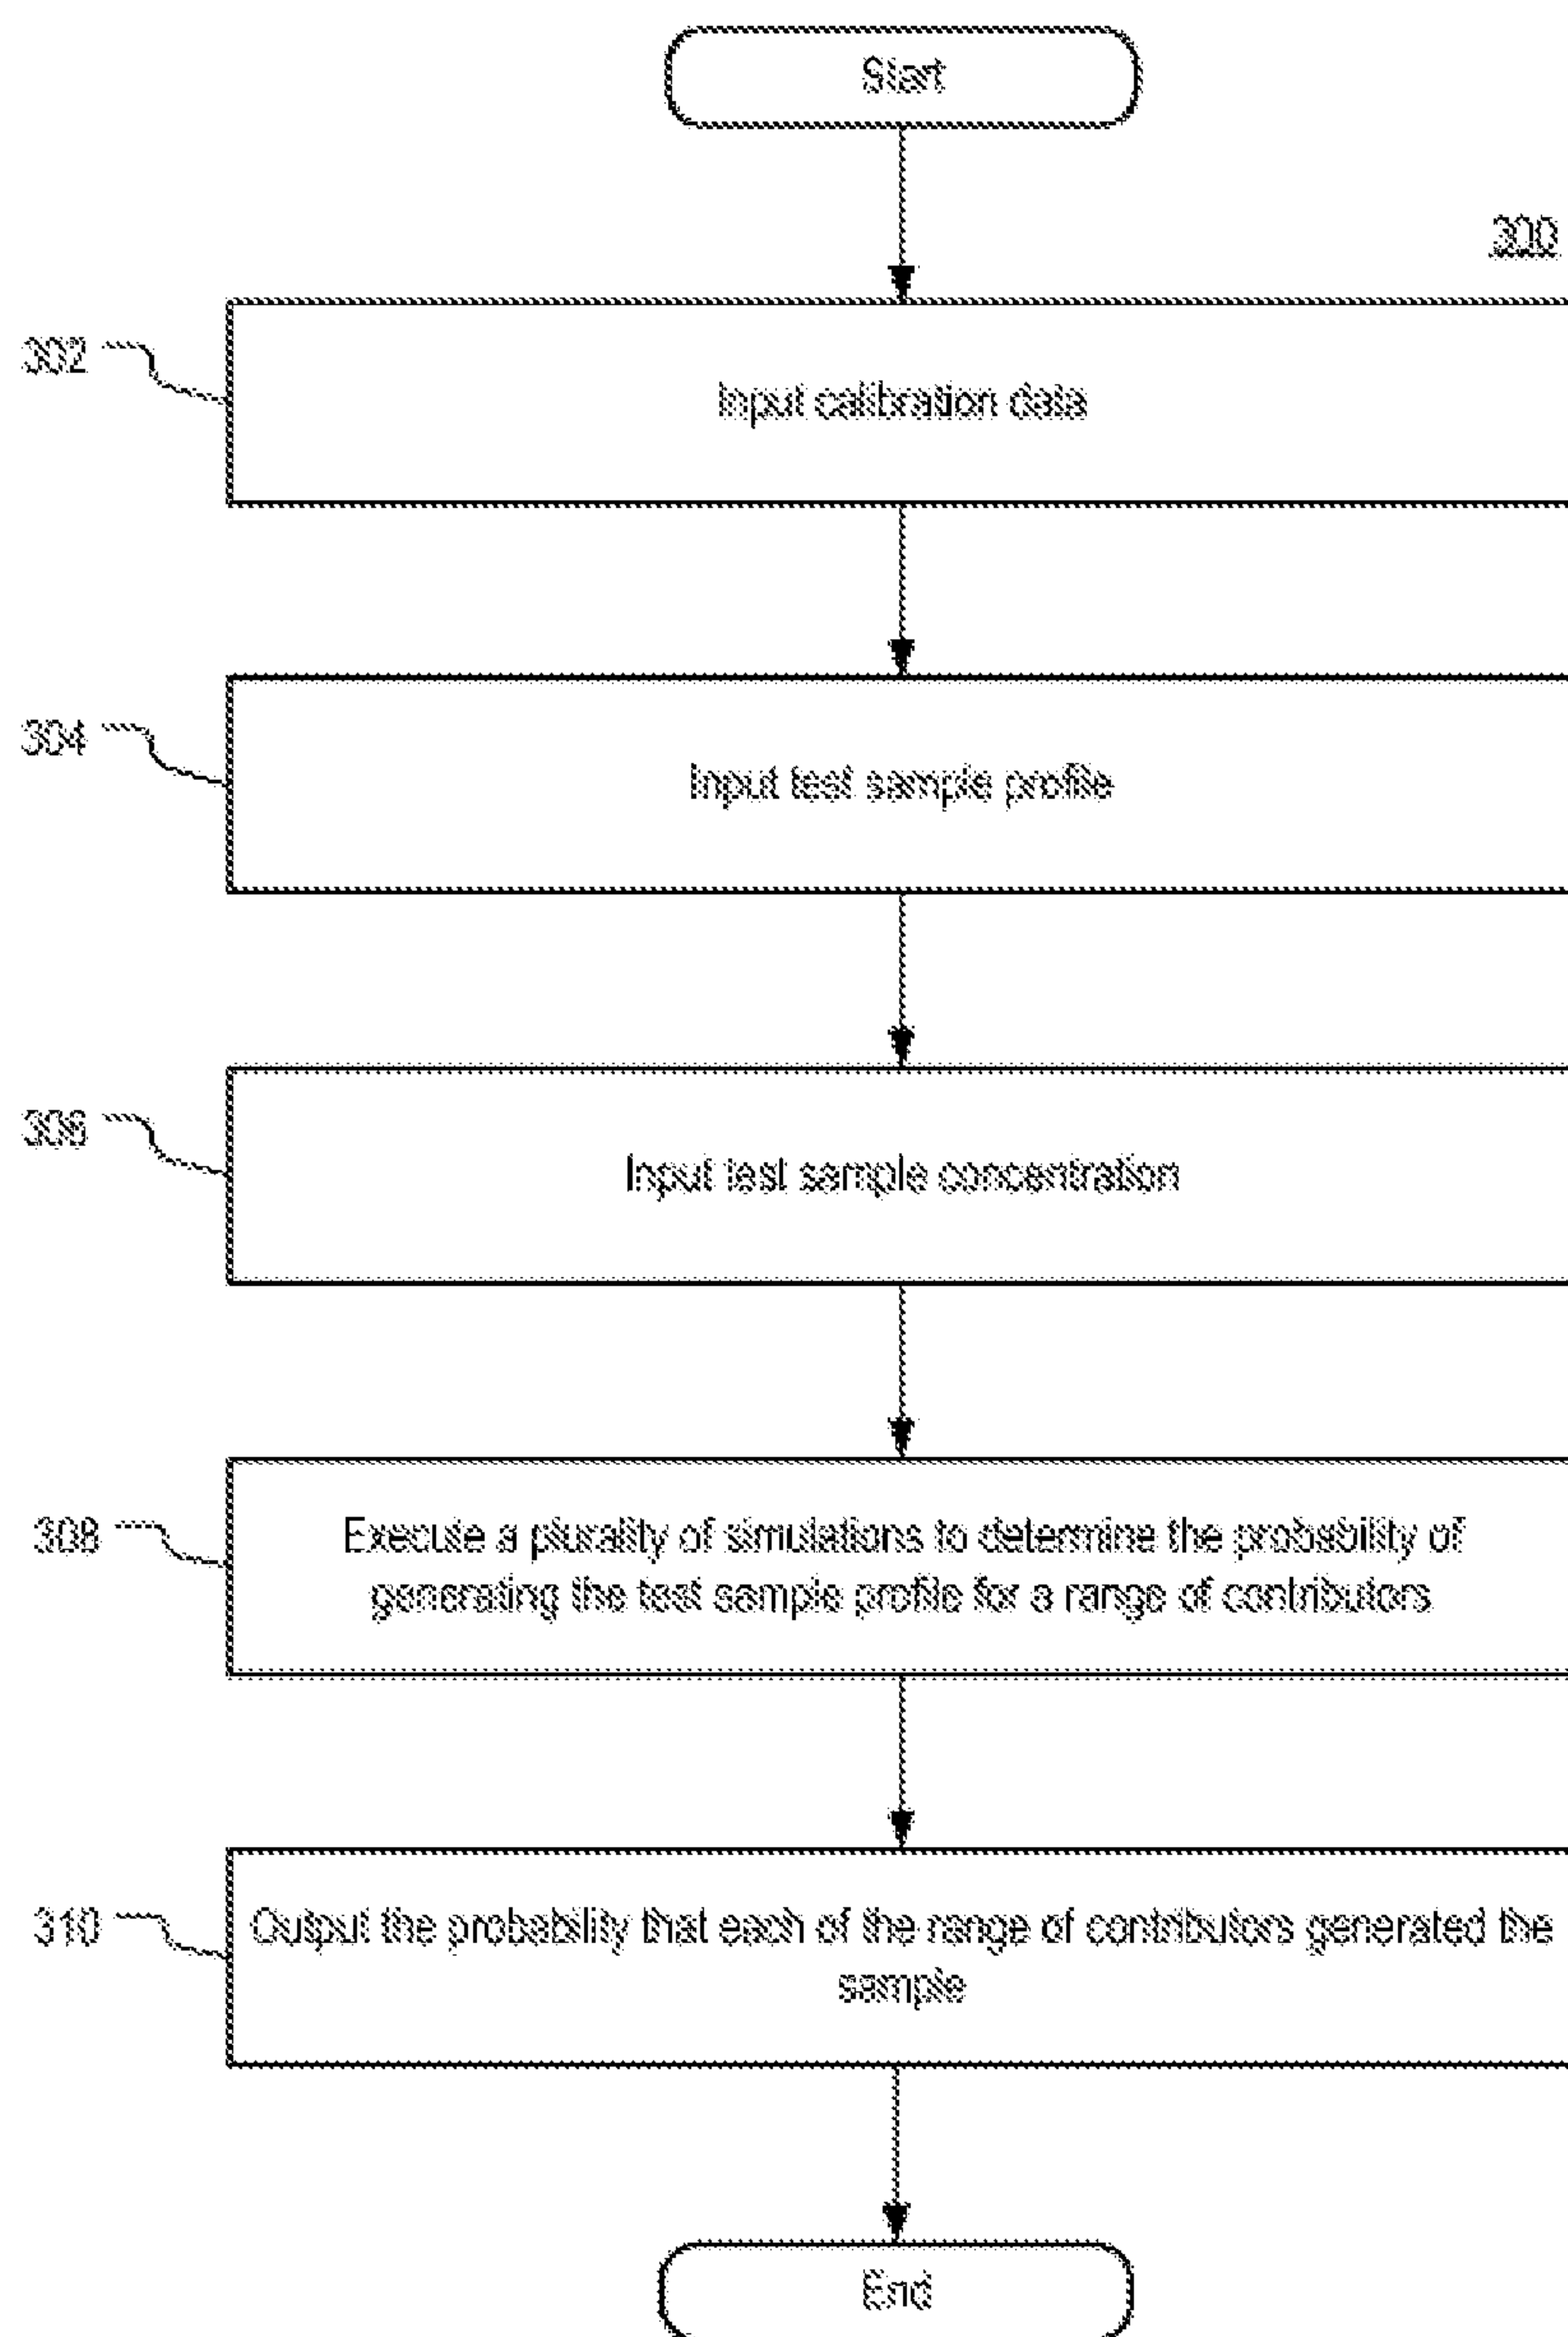 Start
300
302
Input calibration data
304
Input test sample profile
306
Input test sample concentration
308
Execute a plurality of simulations to determine the probability of
generating the test sample profile for a range of contributors
310
Output the probability that each of the range of contributors generated the
sample
End